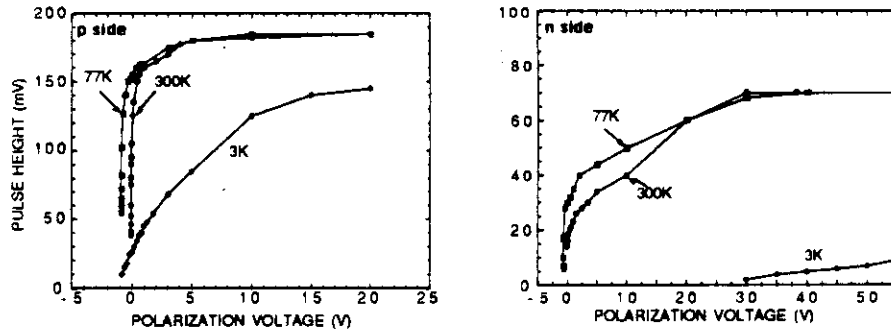 200
p side
150
77K
300K
100
3K
50
0
-5 0 5 10 15 20 25
POLARIZATION VOLTAGE (V)
PULSE HEIGHT (mV)
100
n side
80
77K
60
40
300K
20
3K
0
-5 0 10 20 30 40 50
POLARIZATION VOLTAGE (V)